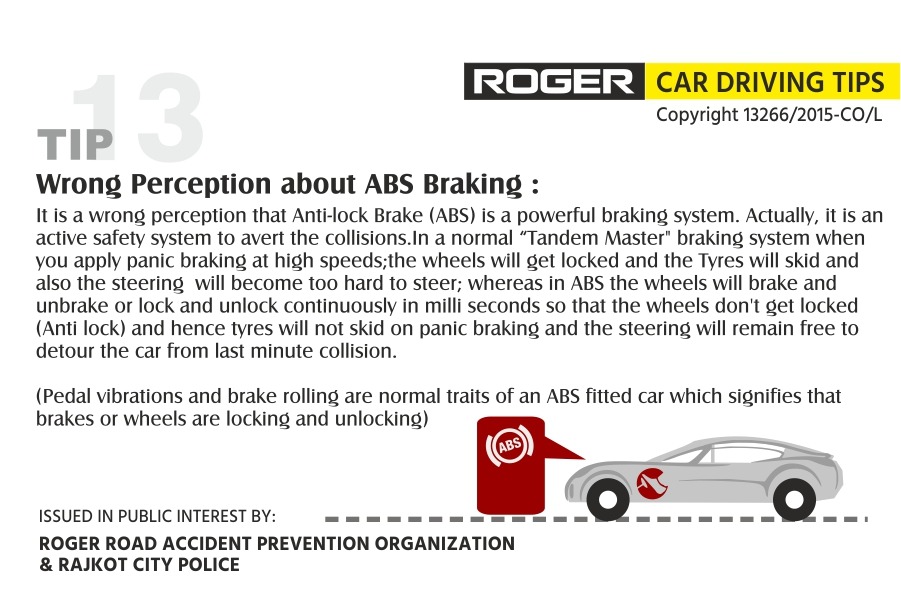 ROGER CAR DRIVING TIPS
Copyright 13266/2015-CO/L
TIP 13
Wrong Perception about ABS Braking :
It is a wrong perception that Anti-lock Brake (ABS) is a powerful braking system. Actually, it is an
active safety system to avert the collisions.In a normal “Tandem Master" braking system when
you apply panic braking at high speeds;the wheels will get locked and the Tyres will skid and
also the steering  will become too hard to steer; whereas in ABS the wheels will brake and
unbrake or lock and unlock continuously in milli seconds so that the wheels don't get locked
(Anti lock) and hence tyres will not skid on panic braking and the steering will remain free to
detour the car from last minute collision.
(Pedal vibrations and brake rolling are normal traits of an ABS fitted car which signifies that
brakes or wheels are locking and unlocking)
ABS
ISSUED IN PUBLIC INTEREST BY:
ROGER ROAD ACCIDENT PREVENTION ORGANIZATION
& RAJKOT CITY POLICE